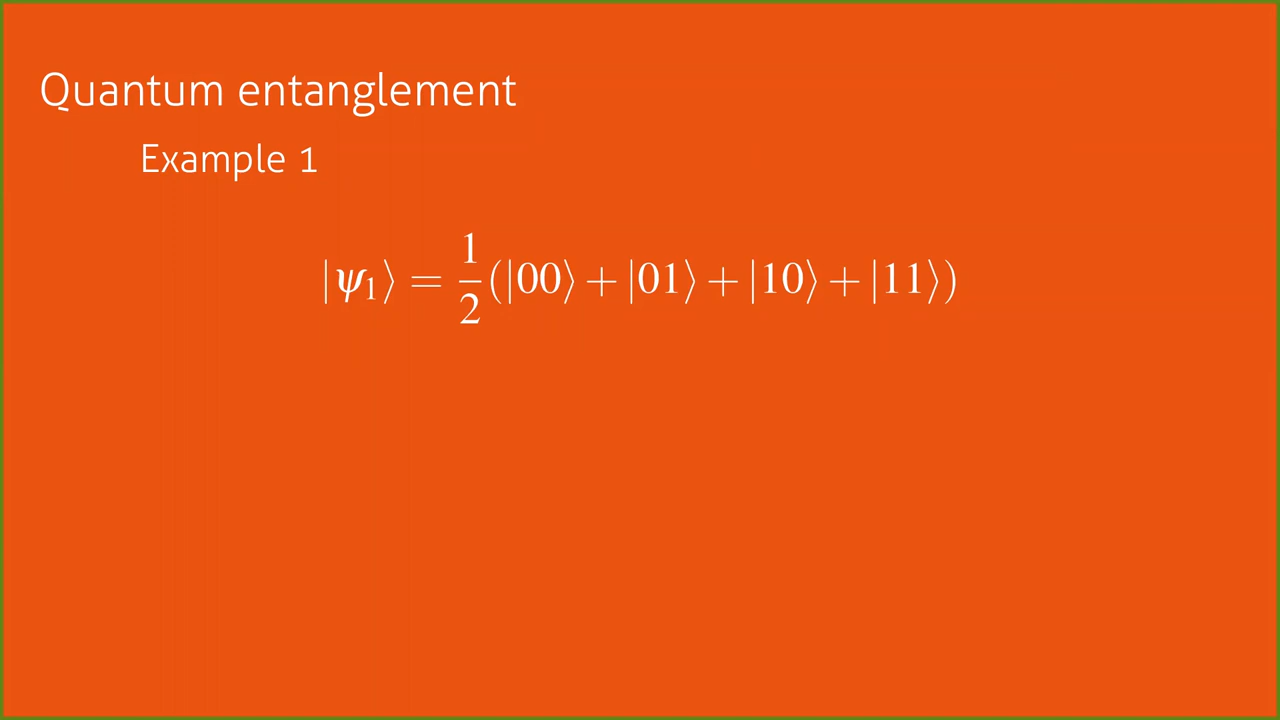 Quantum entanglement
Example 1
|ψ₁⟩ = 1/2 (|00⟩ + |01⟩ + |10⟩ + |11⟩)